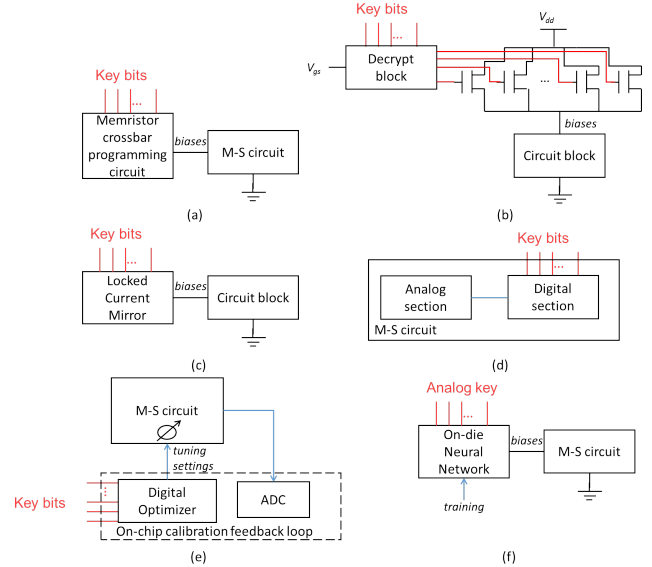 Key bits
...
Memristor
crossbar
programming
circuit
biases
M-S circuit
(a)
Key bits
...
Vgs
Decrypt
block
Vdd
...
biases
Circuit block
(b)
Key bits
...
Locked
Current
Mirror
biases
Circuit block
(c)
Key bits
...
Analog
section
Digital
section
M-S circuit
(d)
M-S circuit
tuning
settings
Key bits
...
Digital
Optimizer
ADC
On-chip calibration feedback loop
(e)
Analog key
...
On-die
Neural
Network
biases
M-S circuit
training
(f)